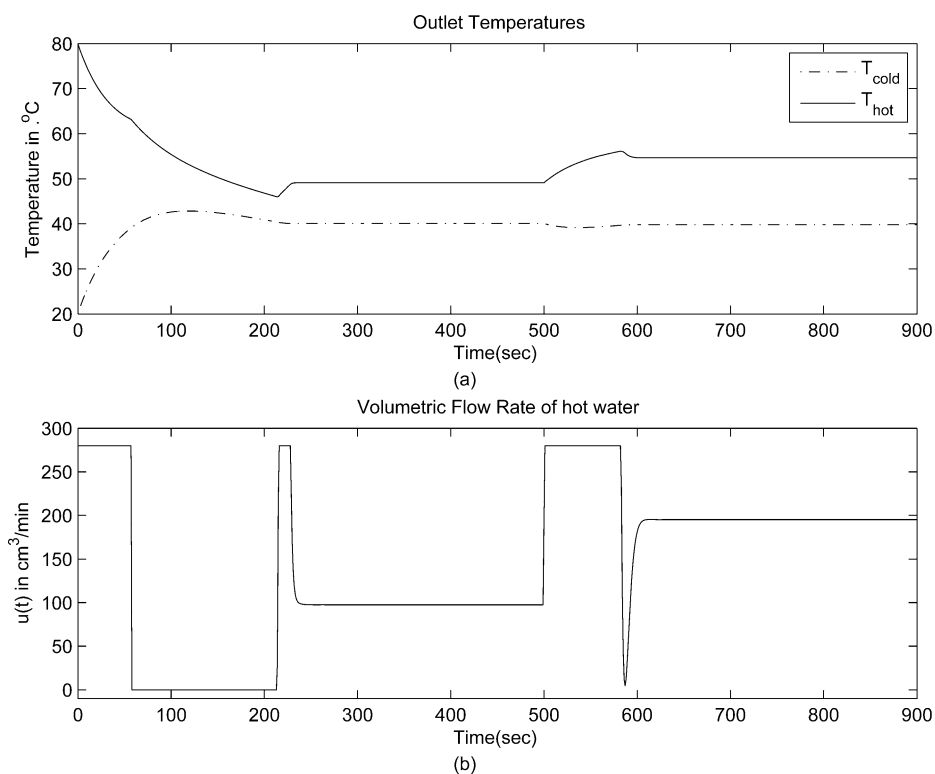 Outlet Temperatures
80
70
60
50
40
30
20
Temperature in .°C
T_cold
T_hot
0 100 200 300 400 500 600 700 800 900
Time(sec)
(a)
Volumetric Flow Rate of hot water
300
250
200
150
100
50
0
u(t) in cm³/min
0 100 200 300 400 500 600 700 800 900
Time(sec)
(b)